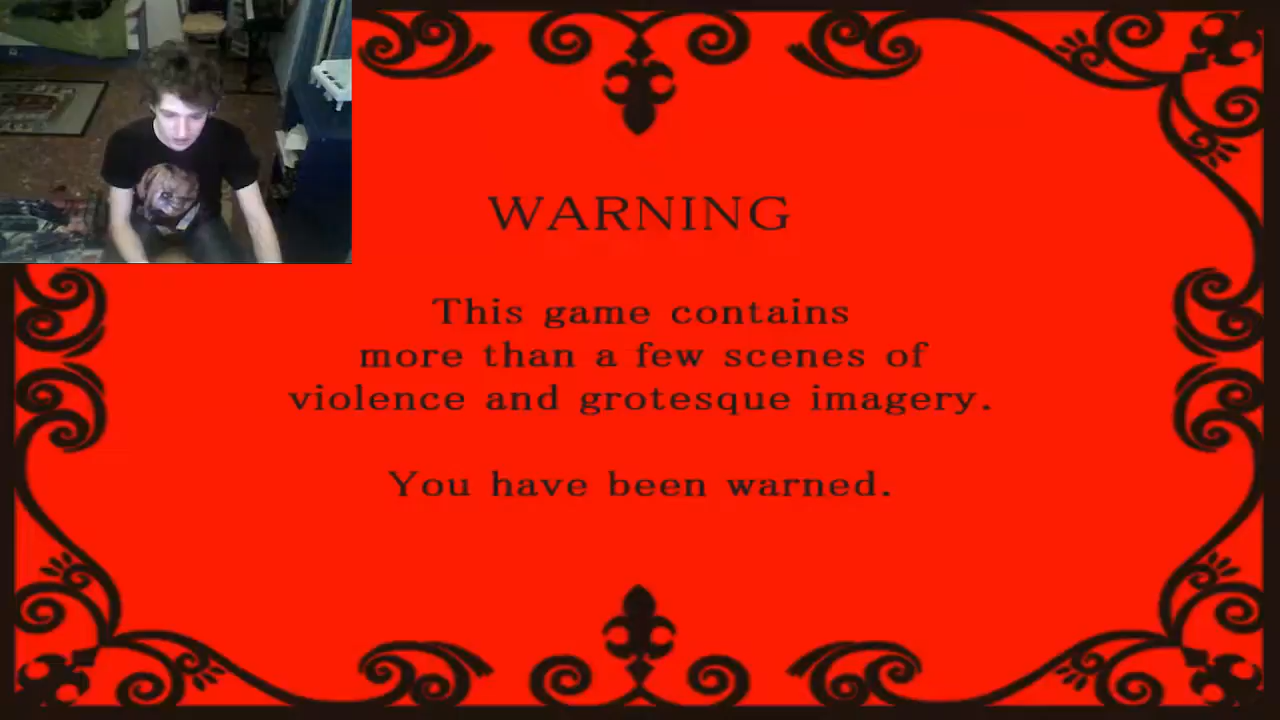 WARNING
This game contains
more than a few scenes of
violence and grotesque imagery.
You have been warned.